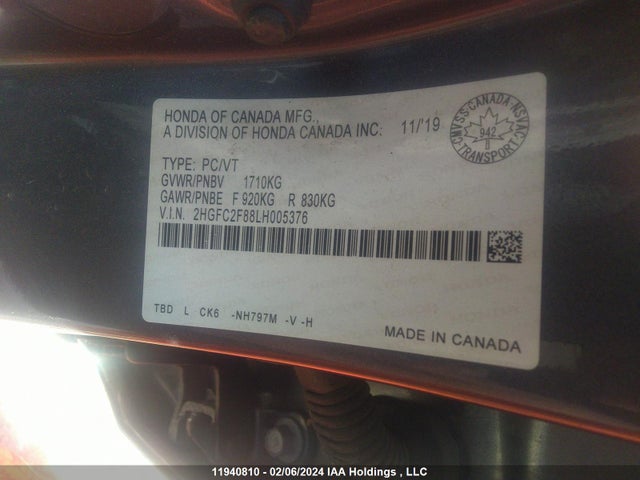 HONDA OF CANADA MFG.,
A DIVISION OF HONDA CANADA INC. 11/'19
CMVSS·CANADA·NSVAC
942
TRANSPORT
TYPE: PC/VT
GVWR/PNBV 1710KG
GAWR/PNBE F 920KG R 830KG
V.I.N. 2HGFC2F88LH005376
TBD L CK6 -NH797M -V -H
MADE IN CANADA
11940810 - 02/06/2024 IAA Holdings , LLC